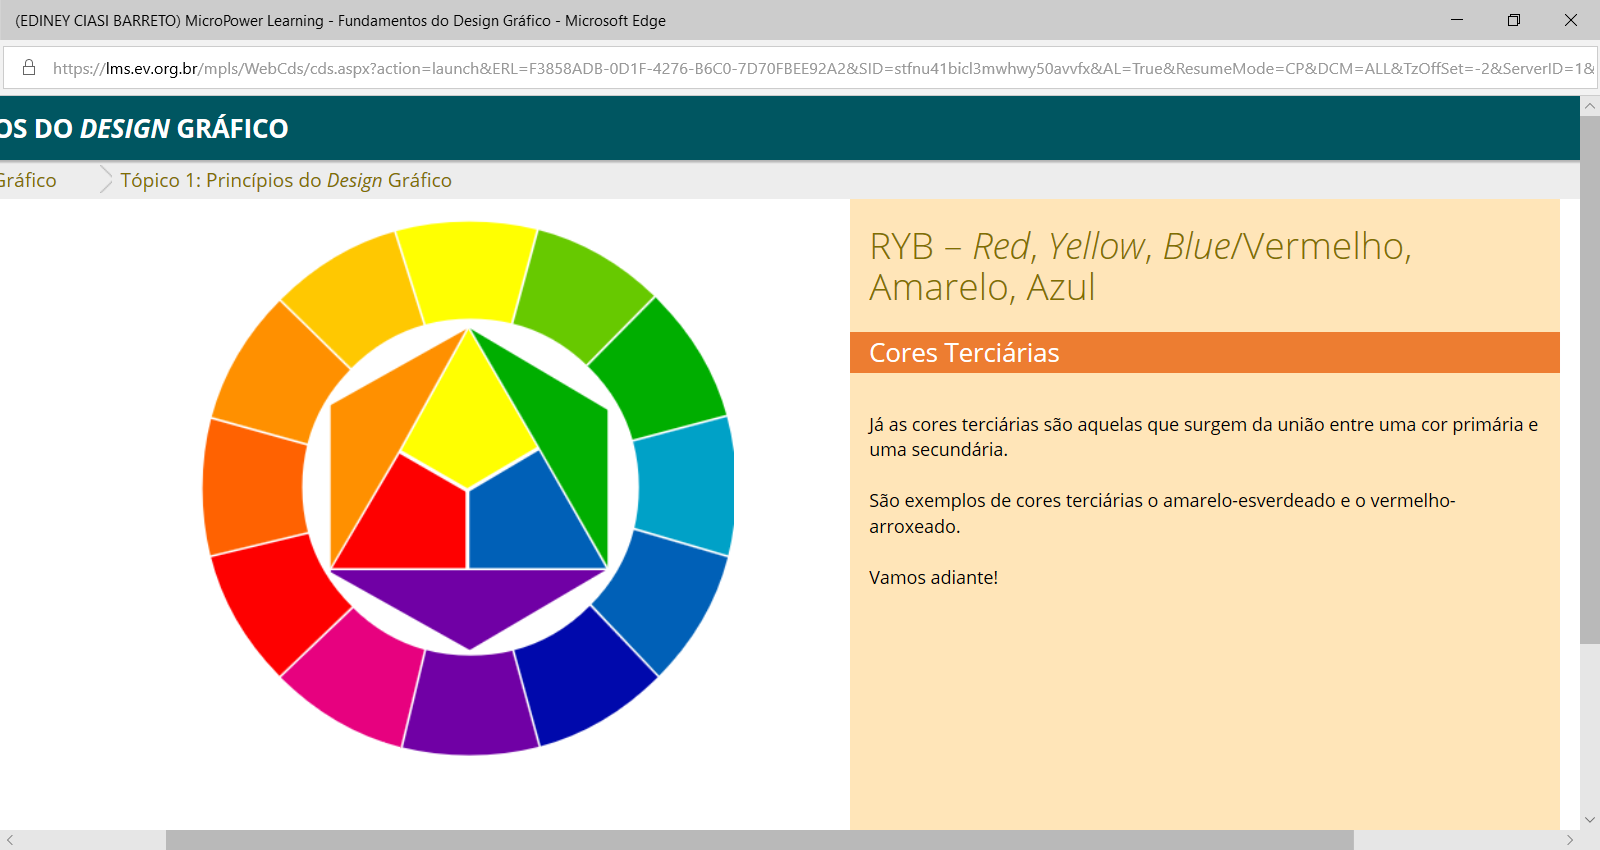 (EDINEY CIASI BARRETO) MicroPower Learning - Fundamentos do Design Gráfico - Microsoft Edge
https://lms.ev.org.br/mpls/WebCds/cds.aspx?action=launch&ERL=F3858ADB-0D1F-4276-B6C0-7D70FBEE92A2&SID=stfnu41bicl3mwhwy50avvfx&AL=True&ResumeMode=CP&DCM=ALL&TzOffSet=-2&ServerID=1&
OS DO DESIGN GRÁFICO
Gráfico
Tópico 1: Princípios do Design Gráfico
RYB – Red, Yellow, Blue/Vermelho,
Amarelo, Azul
Cores Terciárias
Já as cores terciárias são aquelas que surgem da união entre uma cor primária e
uma secundária.
São exemplos de cores terciárias o amarelo-esverdeado e o vermelho-
arroxeado.
Vamos adiante!